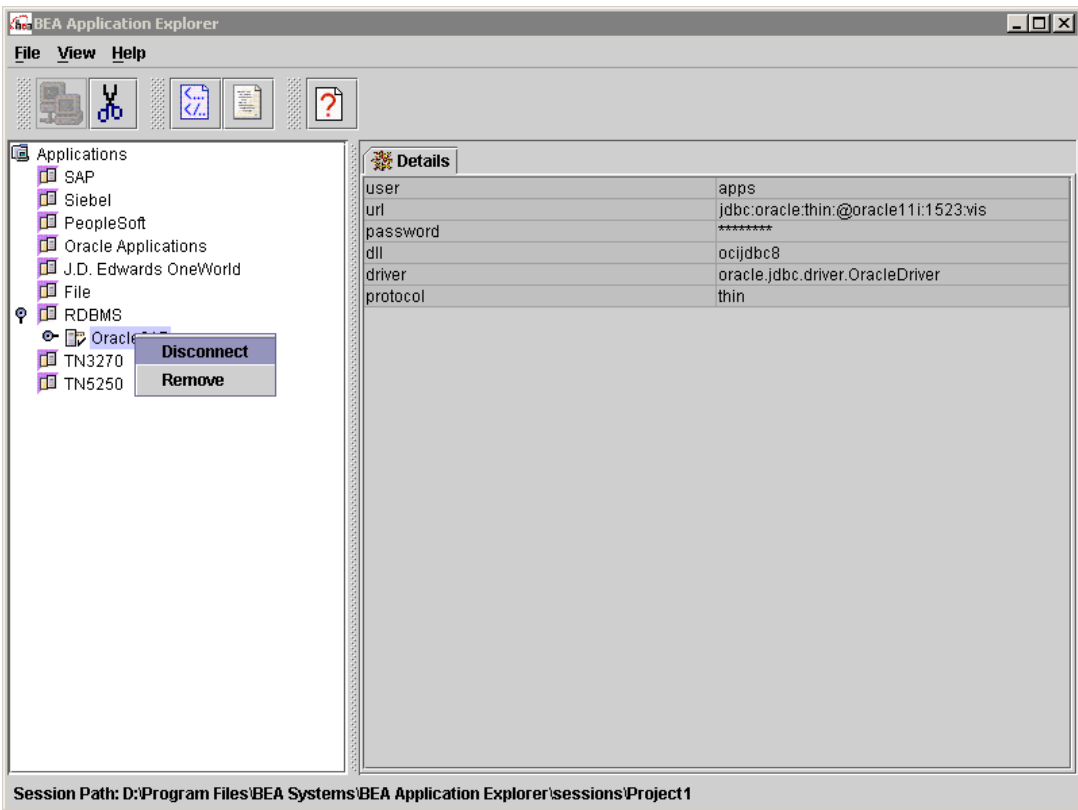 bea BEA Application Explorer
File View Help
<...
</..
?
Applications
SAP
Siebel
PeopleSoft
Oracle Applications
J.D. Edwards OneWorld
File
RDBMS
Disconnect
Remove
TN3270
TN5250
Details
user apps
url jdbc:oracle:thin:@oracle11i:1523:vis
password ********
dll ocijdbc8
driver oracle.jdbc.driver.OracleDriver
protocol thin
Session Path: D:\Program Files\BEA Systems\BEA Application Explorer\sessions\Project1